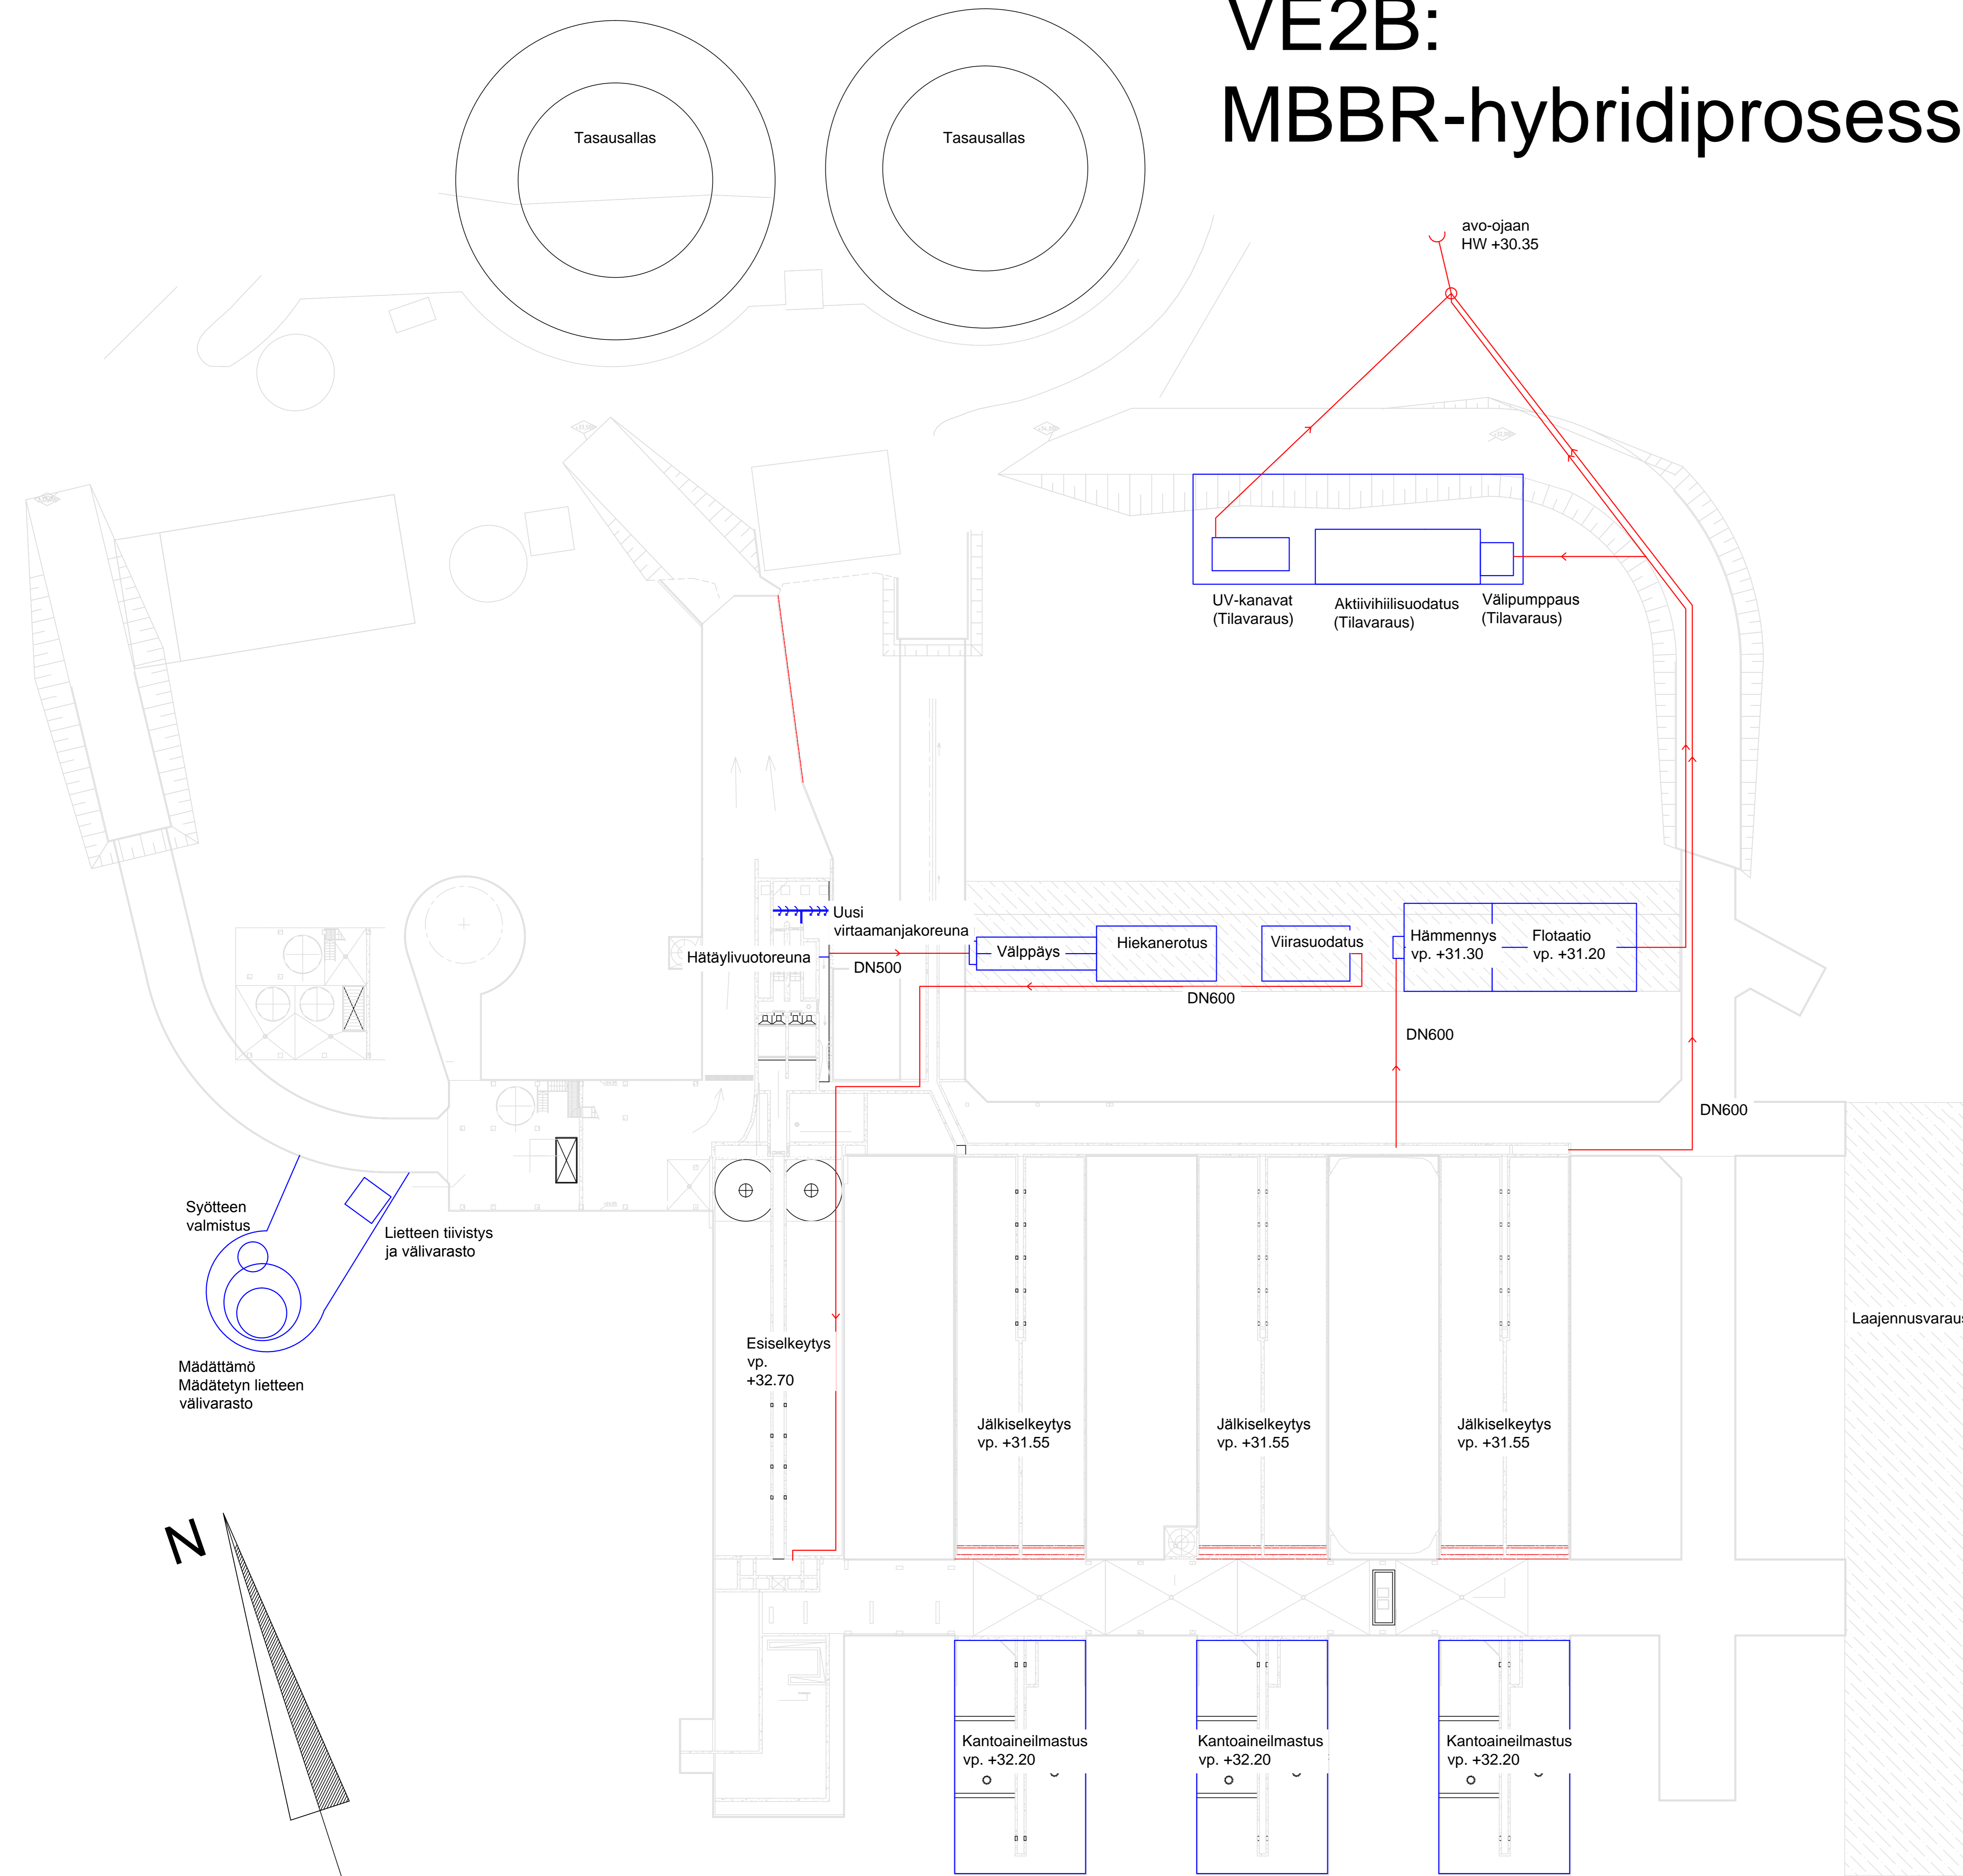 VE2B:
MBBR-hybridiprosess
Tasausallas
Tasausallas
avo-ojaan
HW +30.35
UV-kanavat
(Tilavaraus)
Aktiivihiilisuodatus
(Tilavaraus)
Välipumppaus
(Tilavaraus)
Uusi
virtaamanjakoreuna
Hätäylivuotoreuna
DN500
Välppäys
Hiekanerotus
Viirasuodatus
Hämmennys
vp. +31.30
Flotaatio
vp. +31.20
DN600
DN600
DN600
Syötteen
valmistus
Lietteen tiivistys
ja välivarasto
Mädättämö
Mädätetyn lietteen
välivarasto
Esiselkeytys
vp.
+32.70
Laajennusvaraus
Jälkiselkeytys
vp. +31.55
Jälkiselkeytys
vp. +31.55
Jälkiselkeytys
vp. +31.55
N
Kantoaineilmastus
vp. +32.20
Kantoaineilmastus
vp. +32.20
Kantoaineilmastus
vp. +32.20